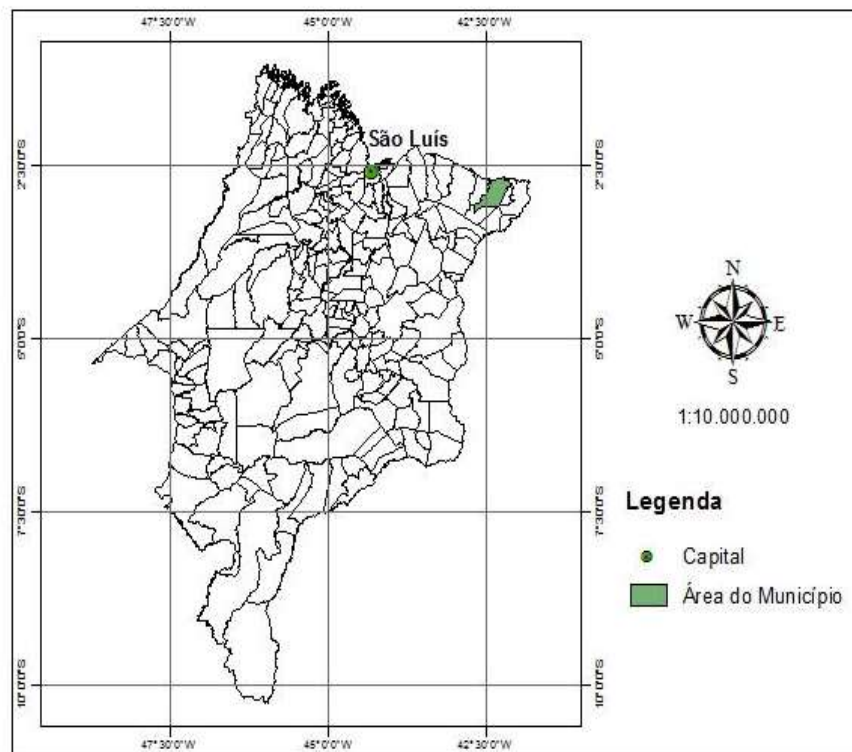 47°30'0"W 45°0'0"W 42°30'0"W
São Luís
2°30'0"S 2°30'0"S
5°0'0"S 5°0'0"S
7°30'0"S 7°30'0"S
10°0'0"S 10°0'0"S
47°30'0"W 45°0'0"W 42°30'0"W
N
W E
S
1:10.000.000
Legenda
Capital
Área do Município